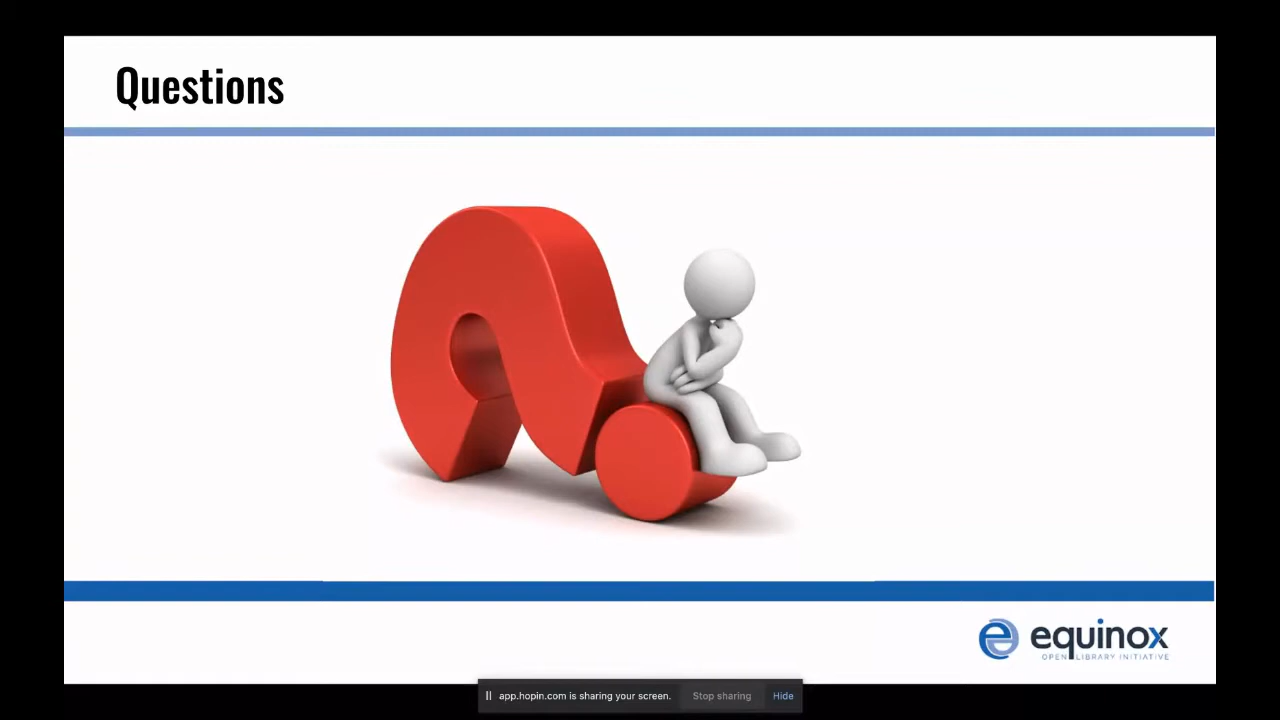 Questions
equinox
OPEN LIBRARY INITIATIVE
app.hopin.com is sharing your screen. Stop sharing Hide